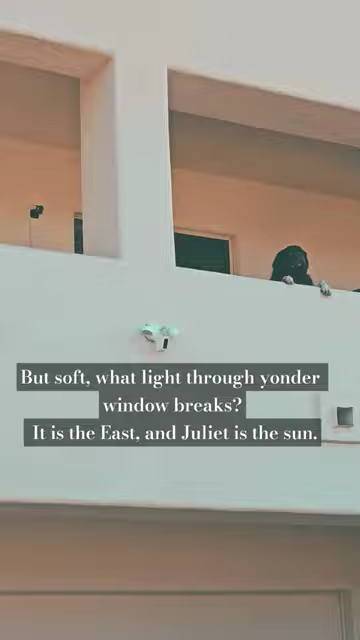 But soft, what light through yonder
window breaks?
It is the East, and Juliet is the sun.